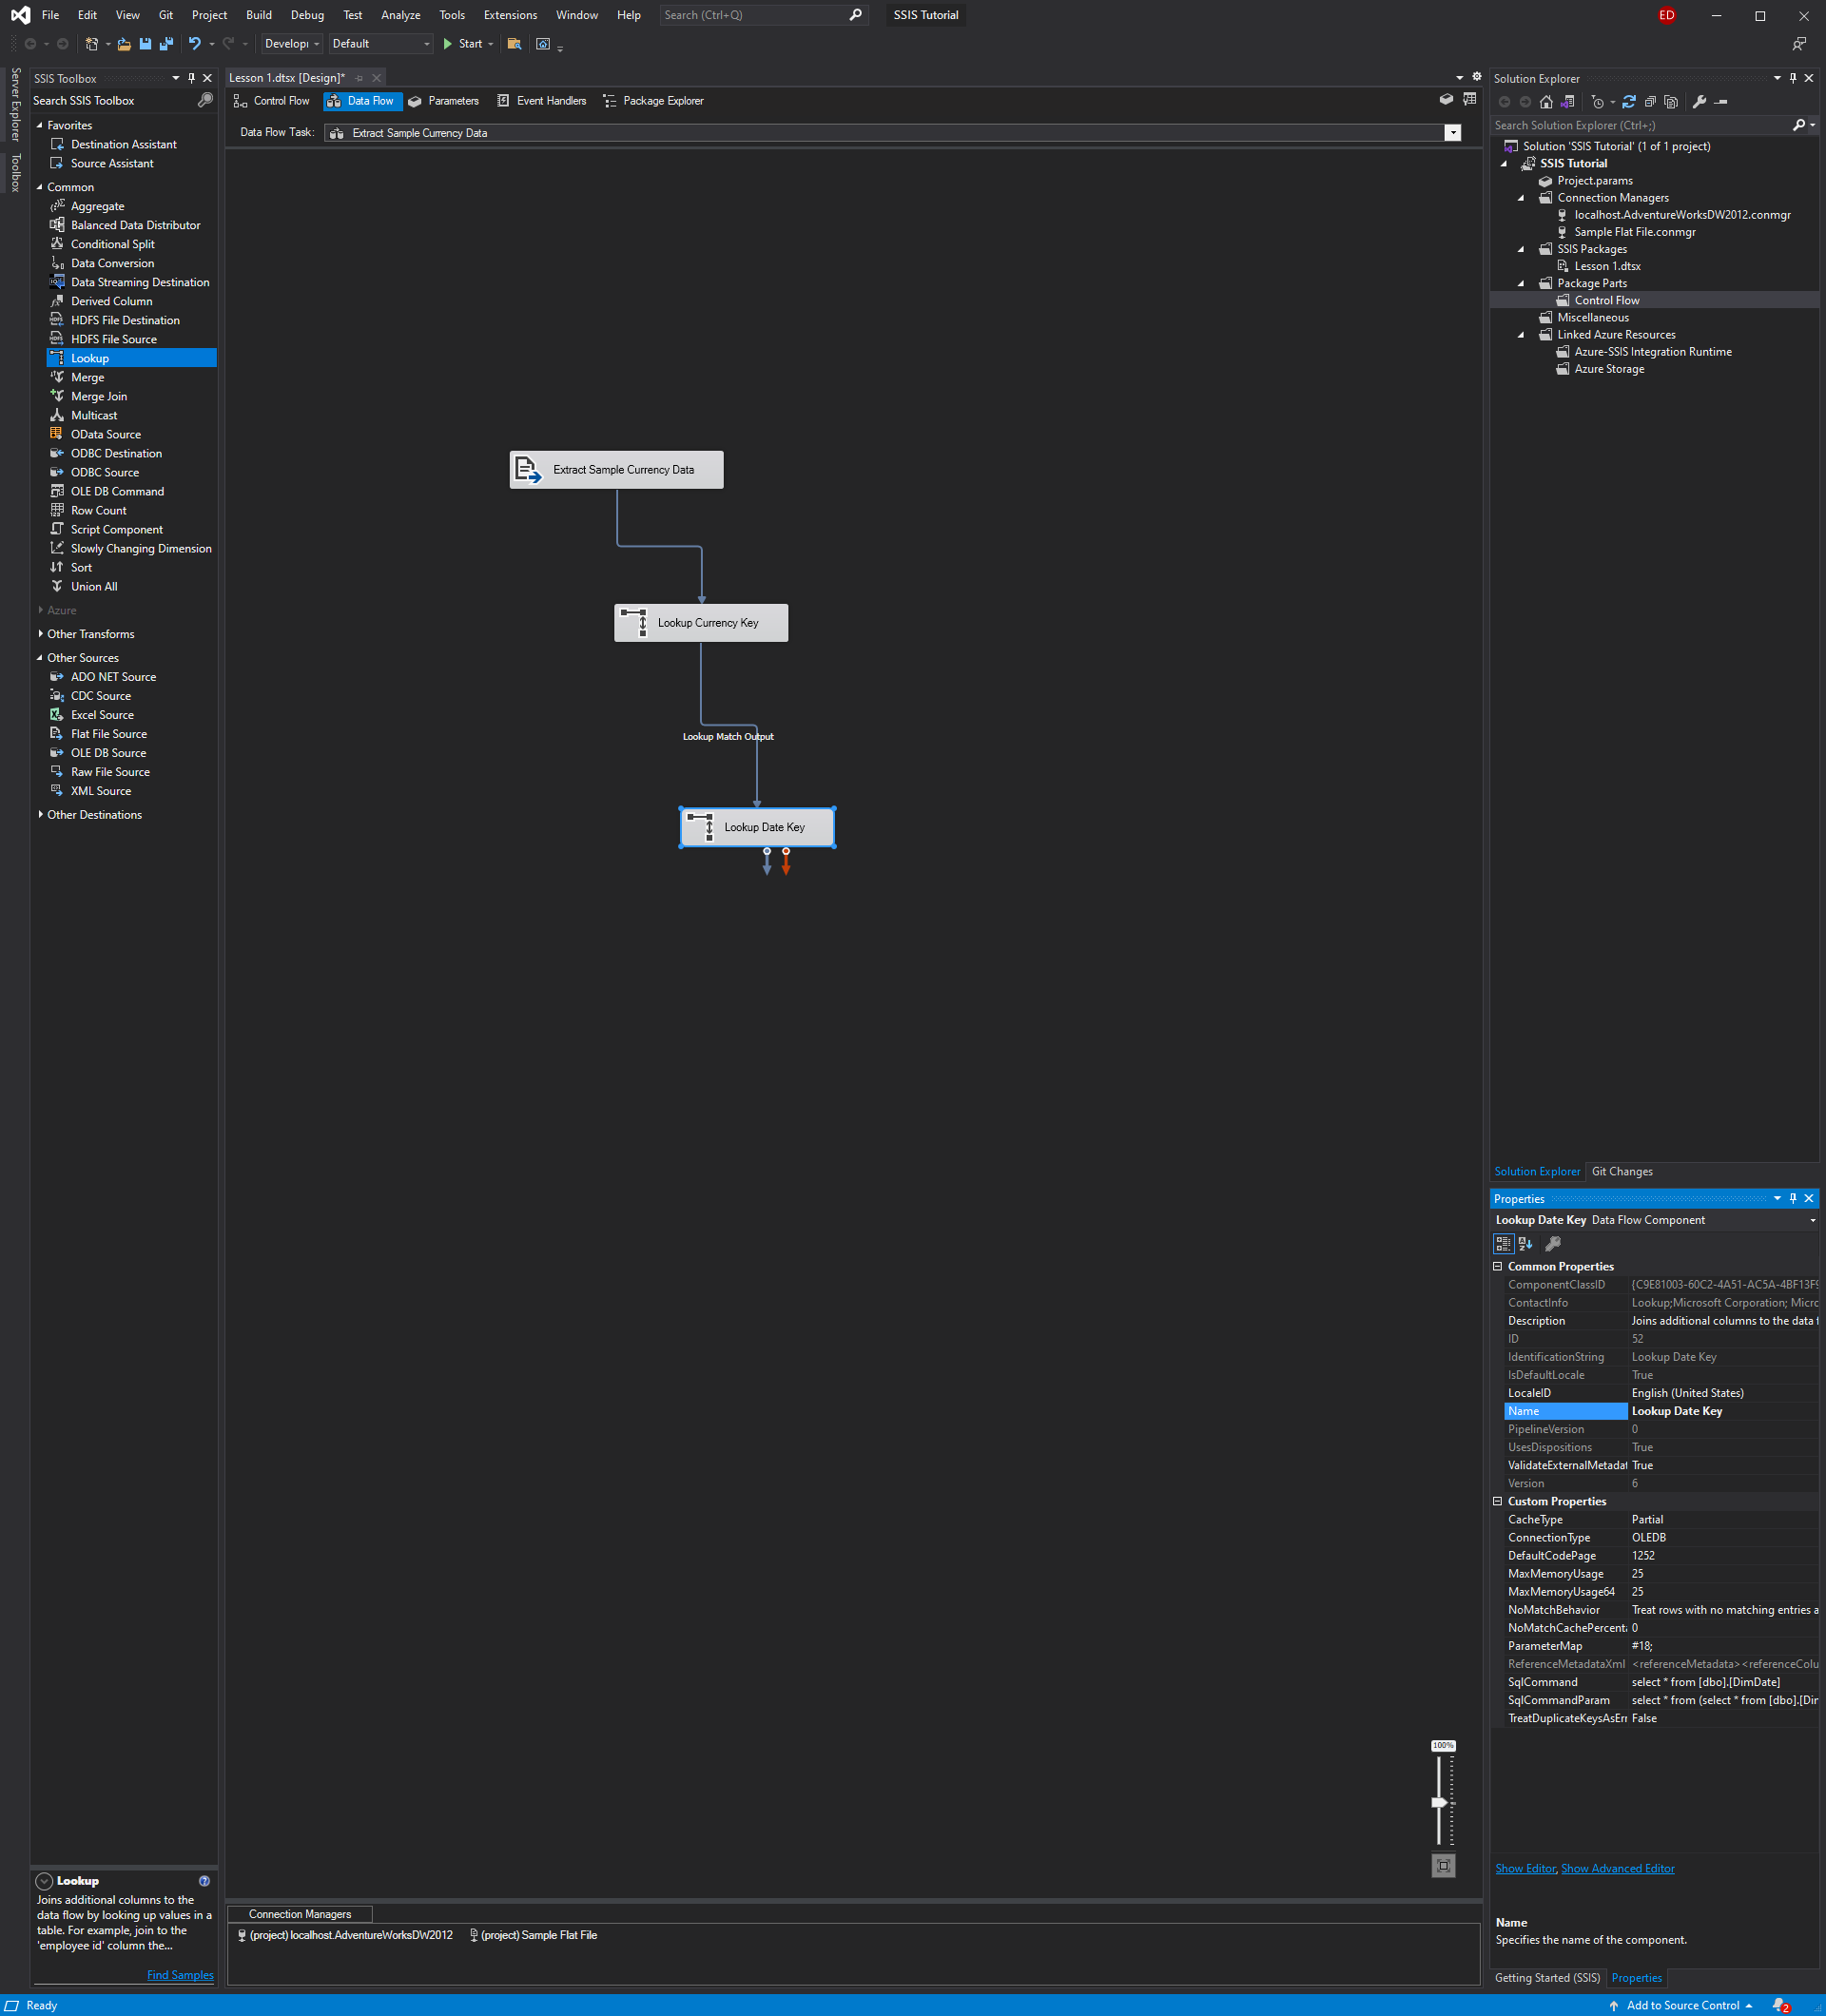 File Edit View Git Project Build Debug Test Analyze Tools Extensions Window Help Search (Ctrl+Q) SSIS Tutorial ED
Developi Default Start
Server Explorer
Toolbox
SSIS Toolbox
Search SSIS Toolbox
Favorites
Destination Assistant
Source Assistant
Common
Aggregate
Balanced Data Distributor
Conditional Split
Data Conversion
Data Streaming Destination
Derived Column
HDFS File Destination
HDFS File Source
Lookup
Merge
Merge Join
Multicast
OData Source
ODBC Destination
ODBC Source
OLE DB Command
Row Count
Script Component
Slowly Changing Dimension
Sort
Union All
Azure
Other Transforms
Other Sources
ADO NET Source
CDC Source
Excel Source
Flat File Source
OLE DB Source
Raw File Source
XML Source
Other Destinations
Lookup
Joins additional columns to the
data flow by looking up values in a
table. For example, join to the
'employee id' column the...
Find Samples
Lesson 1.dtsx [Design]*
Control Flow Data Flow Parameters Event Handlers Package Explorer
Data Flow Task: Extract Sample Currency Data
Extract Sample Currency Data
Lookup Currency Key
Lookup Match Output
Lookup Date Key
100%
Connection Managers
(project) localhost.AdventureWorksDW2012 (project) Sample Flat File
Solution Explorer
Search Solution Explorer (Ctrl+;)
Solution 'SSIS Tutorial' (1 of 1 project)
SSIS Tutorial
Project.params
Connection Managers
localhost.AdventureWorksDW2012.conmgr
Sample Flat File.conmgr
SSIS Packages
Lesson 1.dtsx
Package Parts
Control Flow
Miscellaneous
Linked Azure Resources
Azure-SSIS Integration Runtime
Azure Storage
Solution Explorer Git Changes
Properties
Lookup Date Key Data Flow Component
Common Properties
ComponentClassID {C9E81003-60C2-4A51-AC5A-4BF13F9
ContactInfo Lookup;Microsoft Corporation; Micro
Description Joins additional columns to the data f
ID 52
IdentificationString Lookup Date Key
IsDefaultLocale True
LocaleID English (United States)
Name Lookup Date Key
PipelineVersion 0
UsesDispositions True
ValidateExternalMetadat True
Version 6
Custom Properties
CacheType Partial
ConnectionType OLEDB
DefaultCodePage 1252
MaxMemoryUsage 25
MaxMemoryUsage64 25
NoMatchBehavior Treat rows with no matching entries a
NoMatchCachePercenta 0
ParameterMap #18;
ReferenceMetadataXml <referenceMetadata><referenceColu
SqlCommand select * from [dbo].[DimDate]
SqlCommandParam select * from (select * from [dbo].[Dim
TreatDuplicateKeysAsErr False
Show Editor, Show Advanced Editor
Name
Specifies the name of the component.
Getting Started (SSIS) Properties
Ready Add to Source Control 2